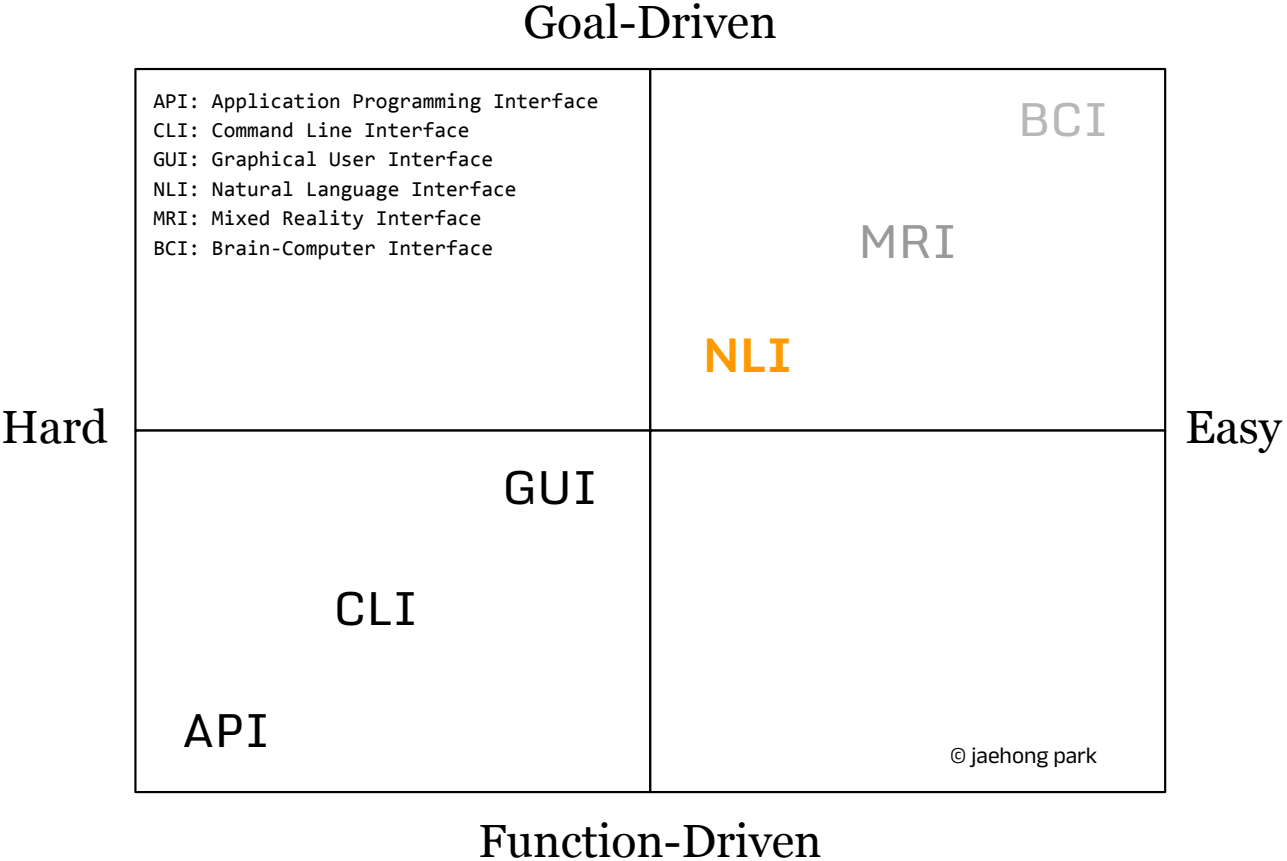 Goal-Driven
API: Application Programming Interface
CLI: Command Line Interface
GUI: Graphical User Interface
NLI: Natural Language Interface
MRI: Mixed Reality Interface
BCI: Brain-Computer Interface
BCI
MRI
NLI
Hard
Easy
GUI
CLI
API
© jaehong park
Function-Driven